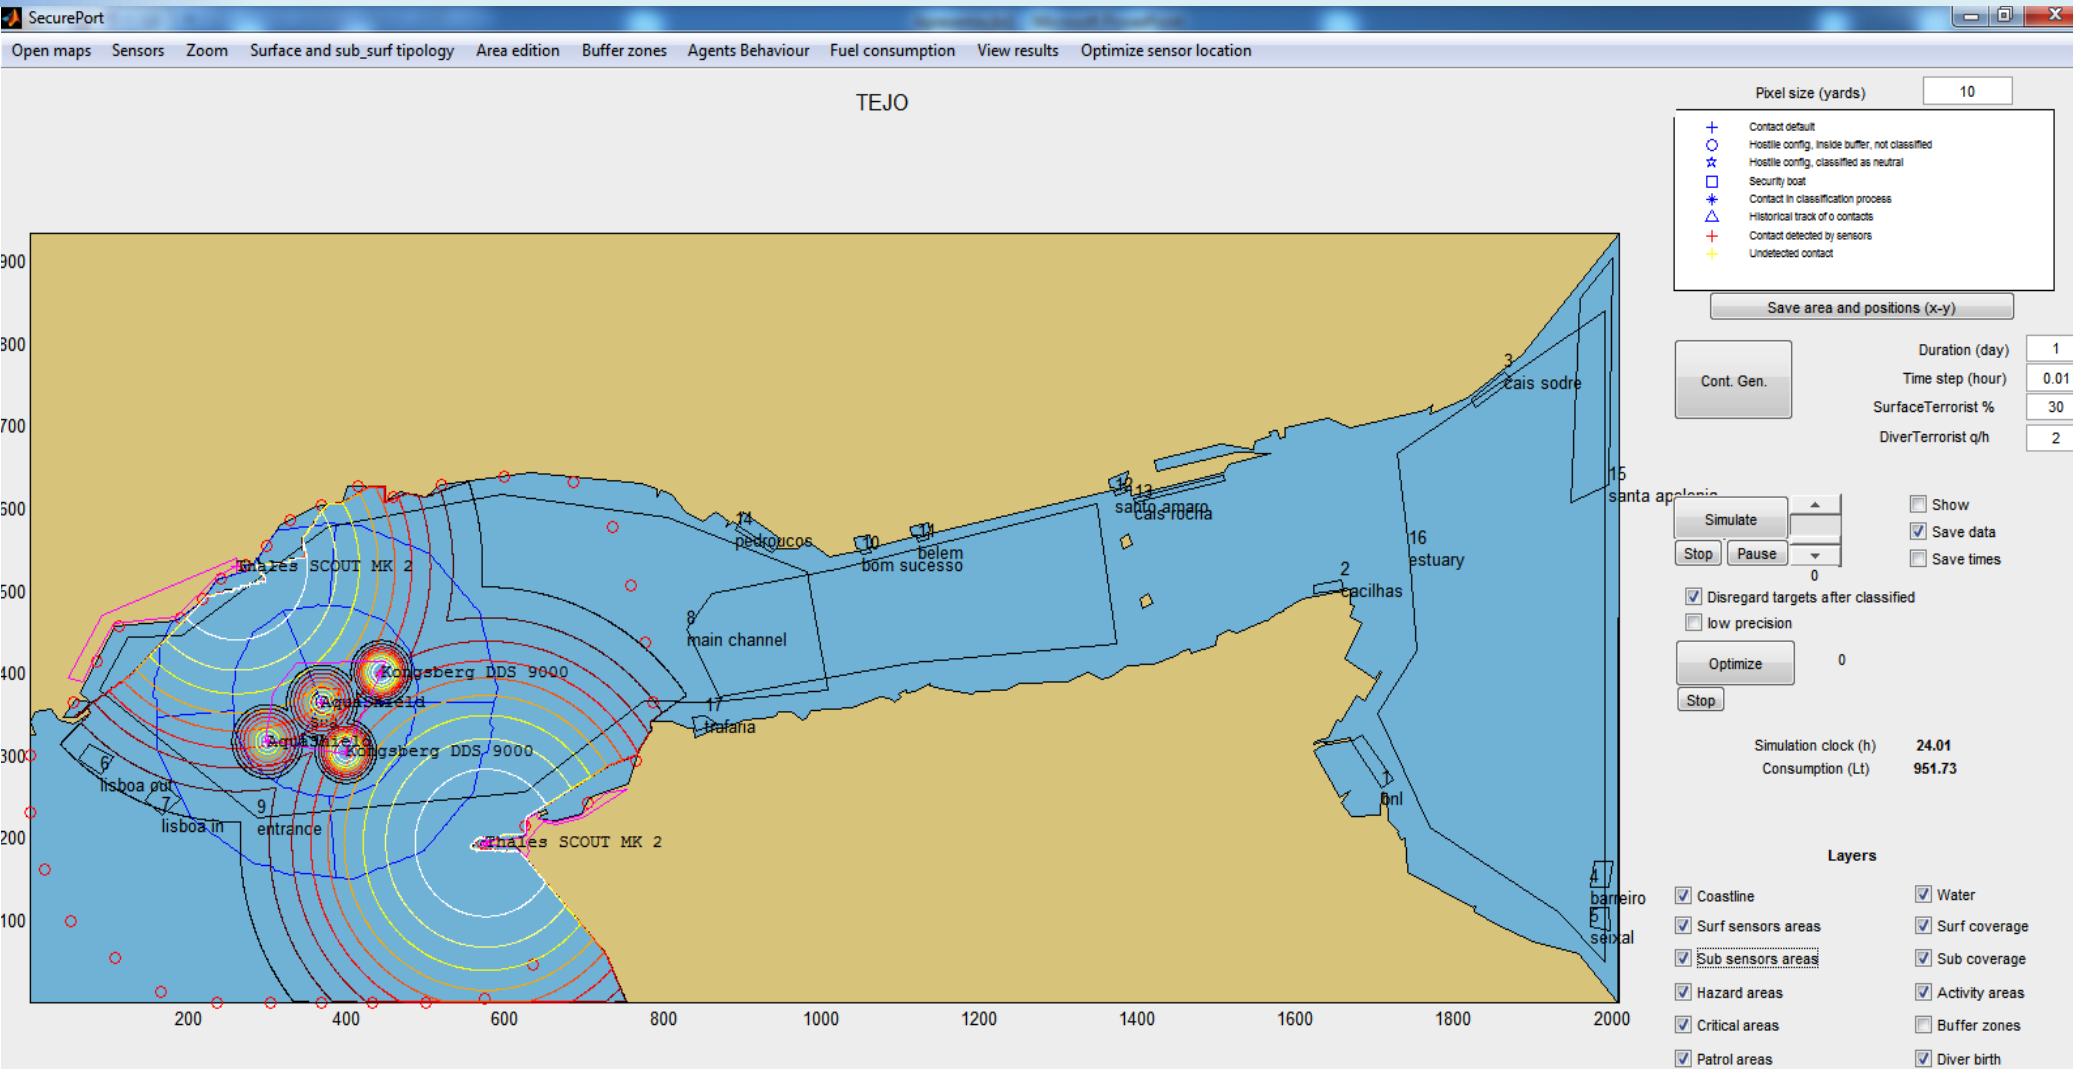 SecurePort
Open maps Sensors Zoom Surface and sub_surf tipology Area edition Buffer zones Agents Behaviour Fuel consumption View results Optimize sensor location
TEJO
Pixel size (yards) 10
Contact default
Hostile config, inside buffer, not classified
Hostile config, classified as neutral
Security boat
Contact in classification process
Historical track of o contacts
Contact detected by sensors
Undetected contact
Save area and positions (x-y)
Cont. Gen.
Duration (day) 1
Time step (hour) 0.01
SurfaceTerrorist % 30
DiverTerrorist q/h 2
Simulate
Stop Pause
0
Show
Save data
Save times
Disregard targets after classified
low precision
Optimize 0
Stop
Simulation clock (h) 24.01
Consumption (Lt) 951.73
Layers
Coastline Water
Surf sensors areas Surf coverage
Sub sensors areas Sub coverage
Hazard areas Activity areas
Critical areas Buffer zones
Patrol areas Diver birth
900
800
700
600
500
400
300
200
100
200 400 600 800 1000 1200 1400 1600 1800 2000
3
cais sodre
15
santa apolonia
12
santo amaro
13
cais rocha
14
pedroucos
10
bom sucesso
11
belem
16
estuary
2
cacilhas
8
main channel
17
trafaria
Thales SCOUT MK 2
Kongsberg DDS 9000
AquaShield
AquaShield
Kongsberg DDS 9000
6
lisboa out
7
lisboa in
9
entrance
Thales SCOUT MK 2
1
bnl
4
barreiro
5
seixal